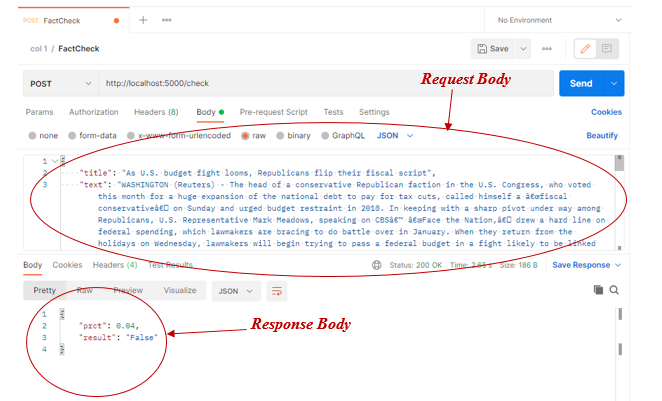 POST FactCheck
No Environment
col 1 / FactCheck
Save
POST
http://localhost:5000/check
Send
Request Body
Params Authorization Headers (8) Body Pre-request Script Tests Settings Cookies
none form-data x-www-form-urlencoded raw binary GraphQL JSON Beautify
1 {
2 "title": "As U.S. budget fight looms, Republicans flip their fiscal script",
3 "text": "WASHINGTON (Reuters) - The head of a conservative Republican faction in the U.S. Congress, who voted
this month for a huge expansion of the national debt to pay for tax cuts, called himself a “fiscal
conservative†on Sunday and urged budget restraint in 2018. In keeping with a sharp pivot under way among
Republicans, U.S. Representative Mark Meadows, speaking on CBS’ “Face the Nation,†drew a hard line on
federal spending, which lawmakers are bracing to do battle over in January. When they return from the
holidays on Wednesday, lawmakers will begin trying to pass a federal budget in a fight likely to be linked
Body Cookies Headers (4) Test Results Status: 200 OK Time: 2.65 s Size: 186 B Save Response
Pretty Raw Preview Visualize JSON
1 {
2 "prct": 0.04,
3 "result": "False"
4 }
Response Body